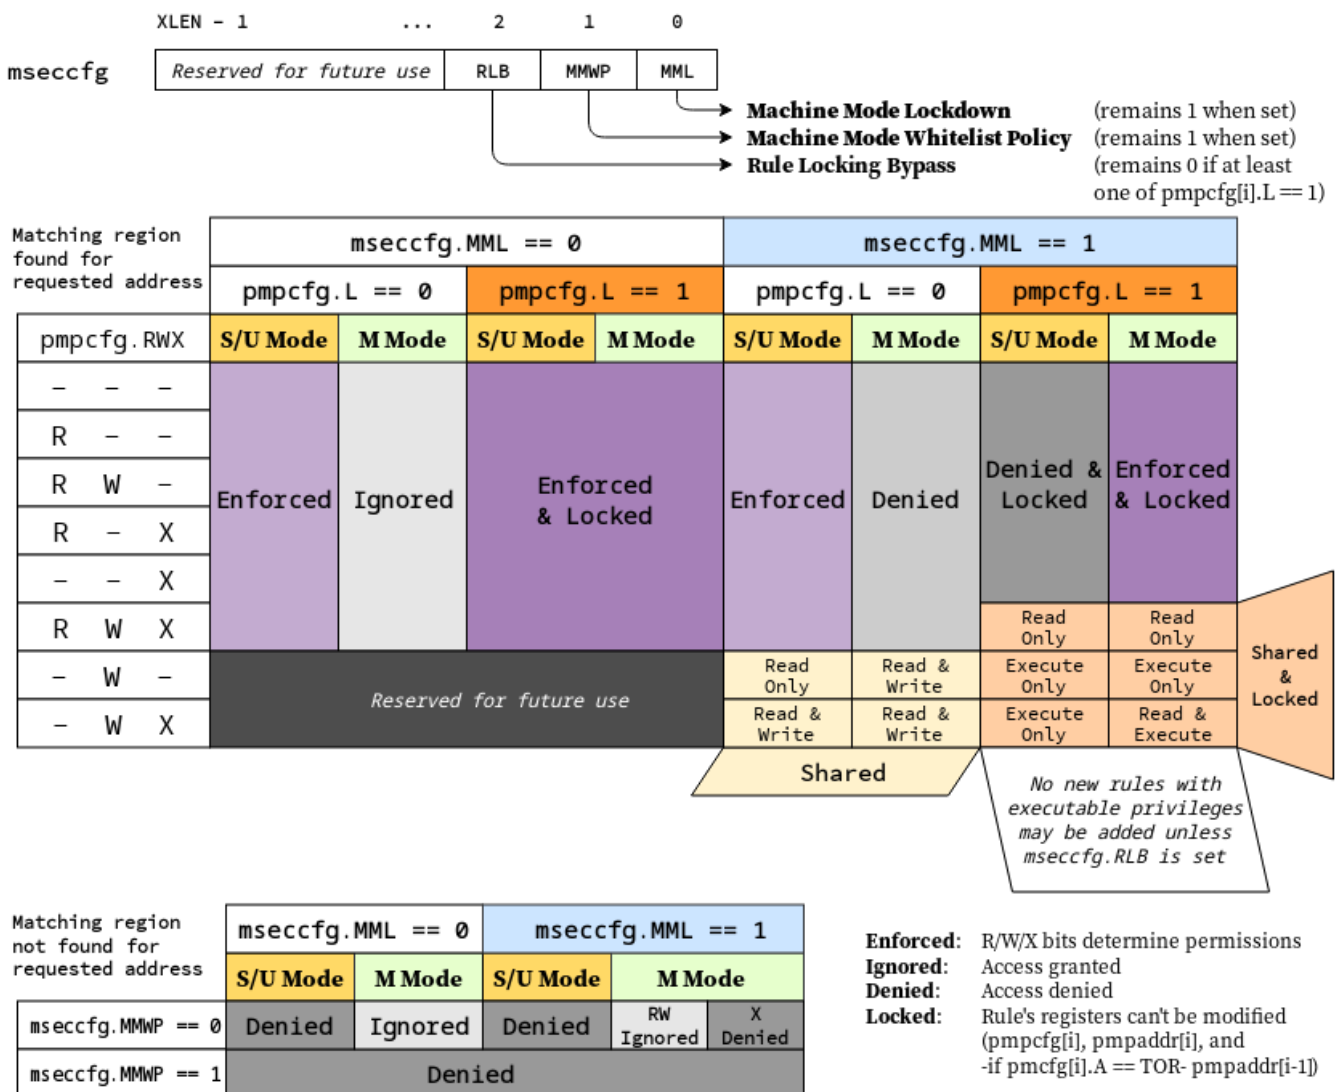 XLEN - 1 ... 2 1 0
mseccfg Reserved for future use RLB MMWP MML
Machine Mode Lockdown (remains 1 when set)
Machine Mode Whitelist Policy (remains 1 when set)
Rule Locking Bypass (remains 0 if at least
one of pmpcfg[i].L == 1)
Matching region
found for
requested address
mseccfg.MML == 0 mseccfg.MML == 1
pmpcfg.L == 0 pmpcfg.L == 1 pmpcfg.L == 0 pmpcfg.L == 1
pmpcfg.RWX S/U Mode M Mode S/U Mode M Mode S/U Mode M Mode S/U Mode M Mode
- - -
R - -
R W -
R - X
- - X
R W X
- W -
- W X
Enforced
Ignored
Enforced
& Locked
Enforced
Denied
Denied &
Locked
Enforced
& Locked
Read
Only
Read
Only
Reserved for future use
Read
Only
Read &
Write
Execute
Only
Execute
Only
Read &
Write
Read &
Write
Execute
Only
Read &
Execute
Shared
&
Locked
Shared
No new rules with
executable privileges
may be added unless
mseccfg.RLB is set
Matching region
not found for
requested address
mseccfg.MML == 0 mseccfg.MML == 1
S/U Mode M Mode S/U Mode M Mode
mseccfg.MMWP == 0 Denied Ignored Denied
RW
Ignored
X
Denied
mseccfg.MMWP == 1 Denied
Enforced: R/W/X bits determine permissions
Ignored: Access granted
Denied: Access denied
Locked: Rule's registers can't be modified
(pmpcfg[i], pmpaddr[i], and
-if pmcfg[i].A == TOR- pmpaddr[i-1])